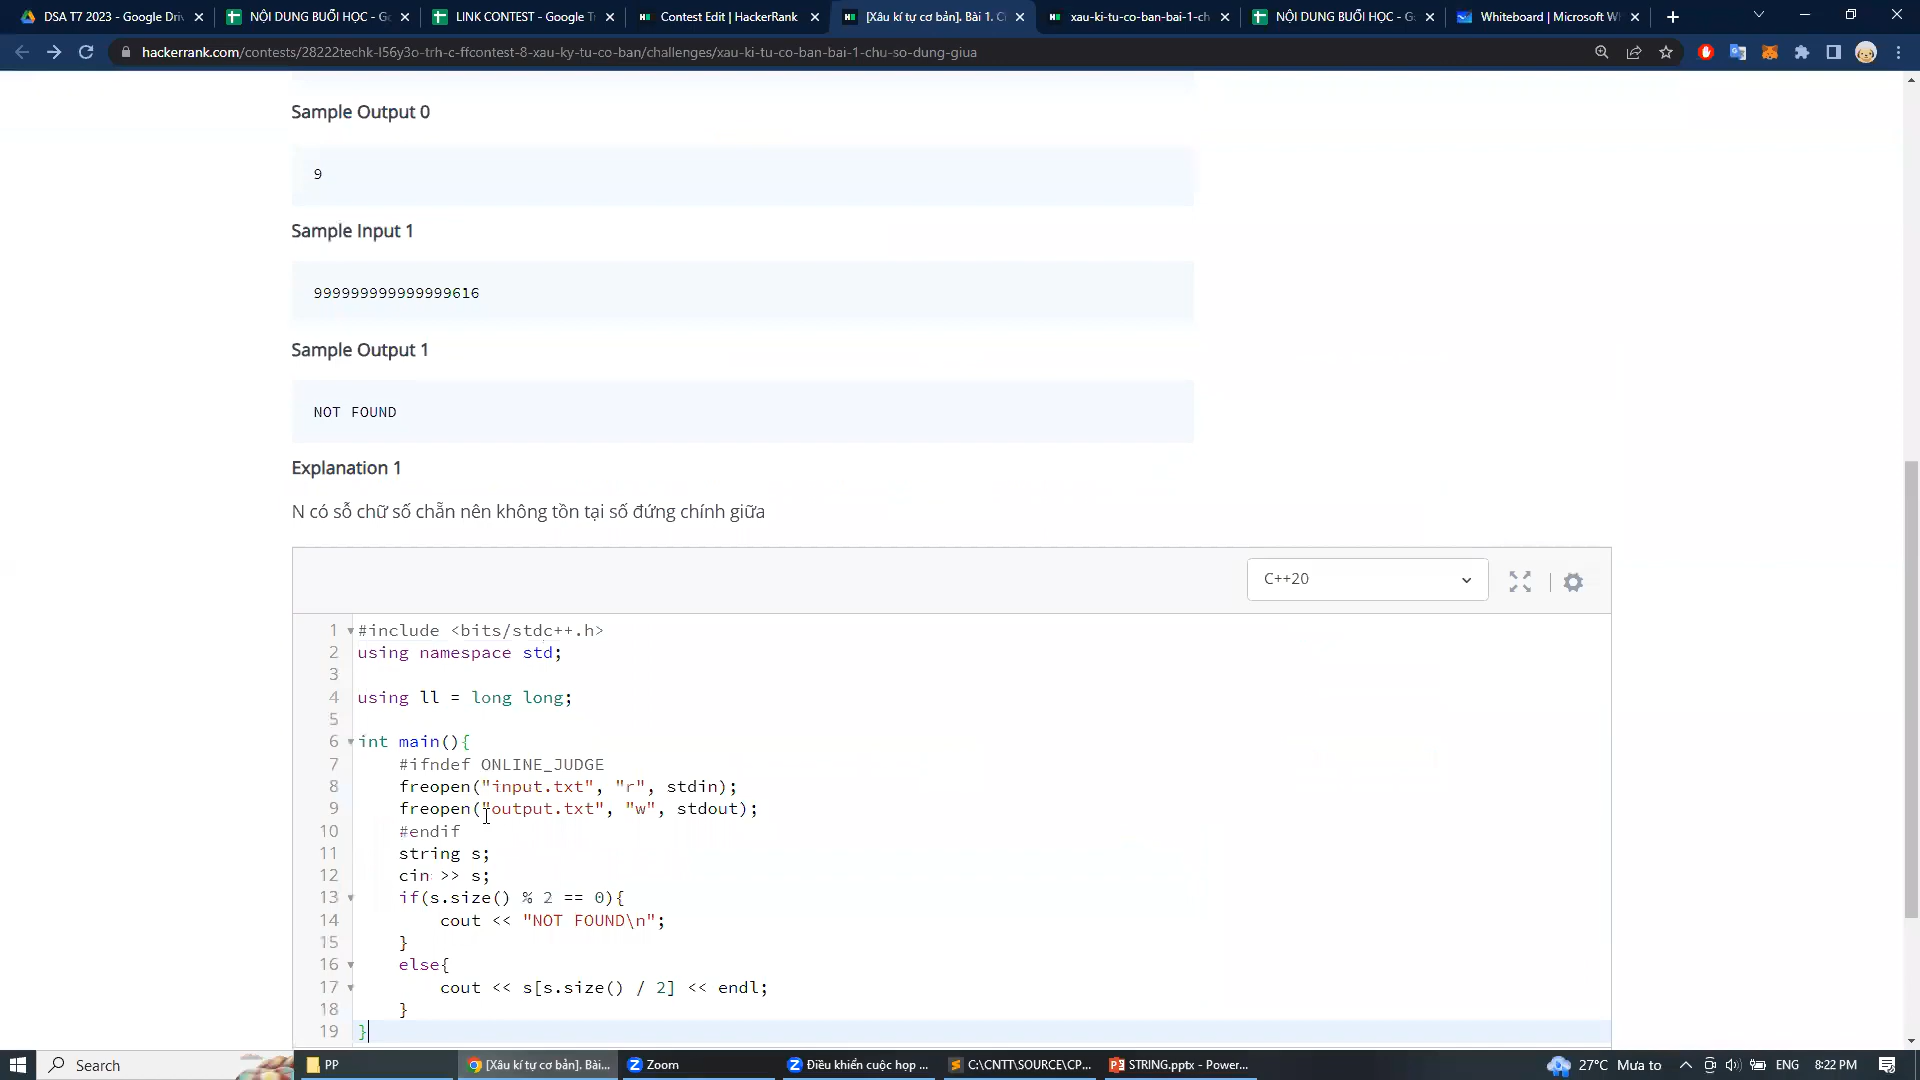 DSA T7 2023 - Google Dri
NỘI DUNG BUỔI HỌC - Go
LINK CONTEST - Google T
Contest Edit | HackerRank
[Xâu kí tự cơ bản]. Bài 1. C
xau-ki-tu-co-ban-bai-1-ch
NỘI DUNG BUỔI HỌC - Go
Whiteboard | Microsoft W
hackerrank.com/contests/28222techk-l56y3o-trh-c-ffcontest-8-xau-ky-tu-co-ban/challenges/xau-ki-tu-co-ban-bai-1-chu-so-dung-giua
Sample Output 0
9
Sample Input 1
999999999999999616
Sample Output 1
NOT FOUND
Explanation 1
N có sỗ chữ số chẵn nên không tồn tại số đứng chính giữa
C++20
1 #include <bits/stdc++.h>
2 using namespace std;
3
4 using ll = long long;
5
6 int main(){
7 #ifndef ONLINE_JUDGE
8 freopen("input.txt", "r", stdin);
9 freopen("output.txt", "w", stdout);
10 #endif
11 string s;
12 cin >> s;
13 if(s.size() % 2 == 0){
14 cout << "NOT FOUND\n";
15 }
16 else{
17 cout << s[s.size() / 2] << endl;
18 }
19 }
Search
PP
[Xâu kí tự cơ bản]. Bài...
Zoom
Điều khiển cuộc họp ...
C:\CNTT\SOURCE\CP...
STRING.pptx - Power...
27°C Mưa to
ENG
8:22 PM